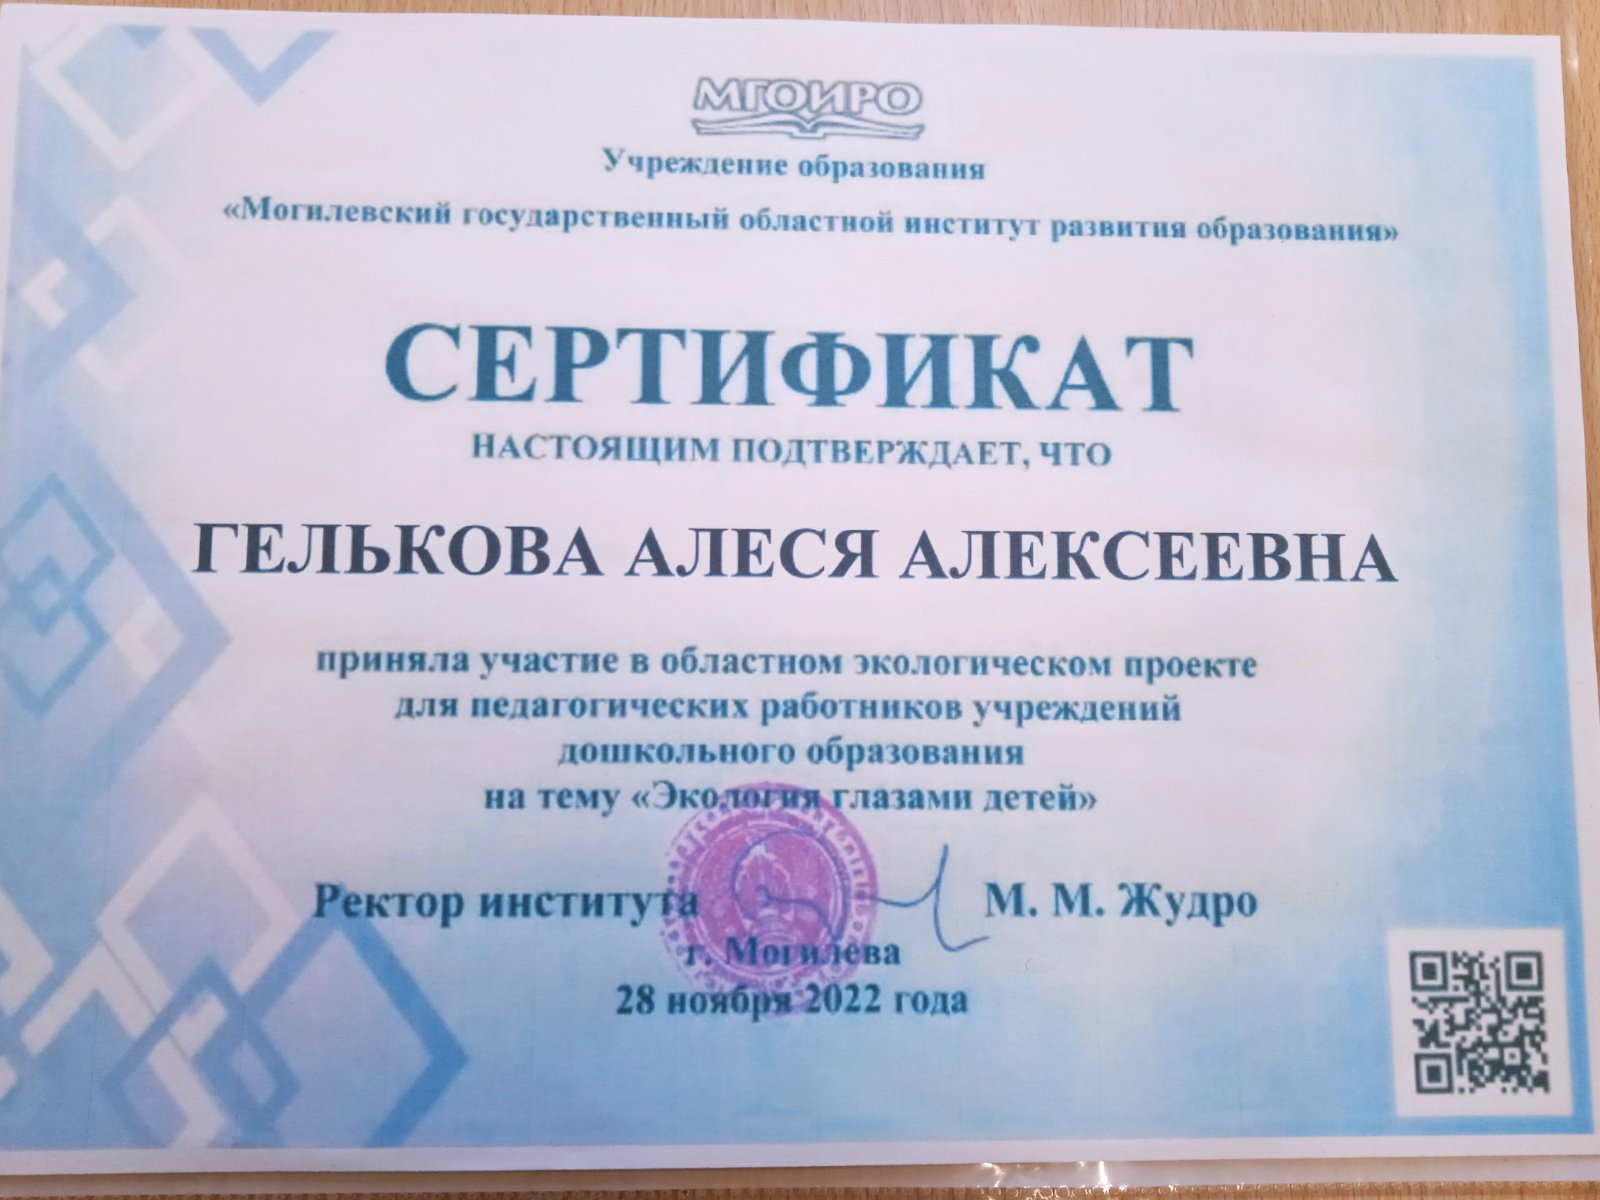 МГОИРО
Учреждение образования
«Могилевский государственный областной институт развития образования»
СЕРТИФИКАТ
НАСТОЯЩИМ ПОДТВЕРЖДАЕТ, ЧТО
ГЕЛЬКОВА АЛЕСЯ АЛЕКСЕЕВНА
приняла участие в областном экологическом проекте
для педагогических работников учреждений
дошкольного образования
на тему «Экология глазами детей»
Ректор института М. М. Жудро
г. Могилева
28 ноября 2022 года